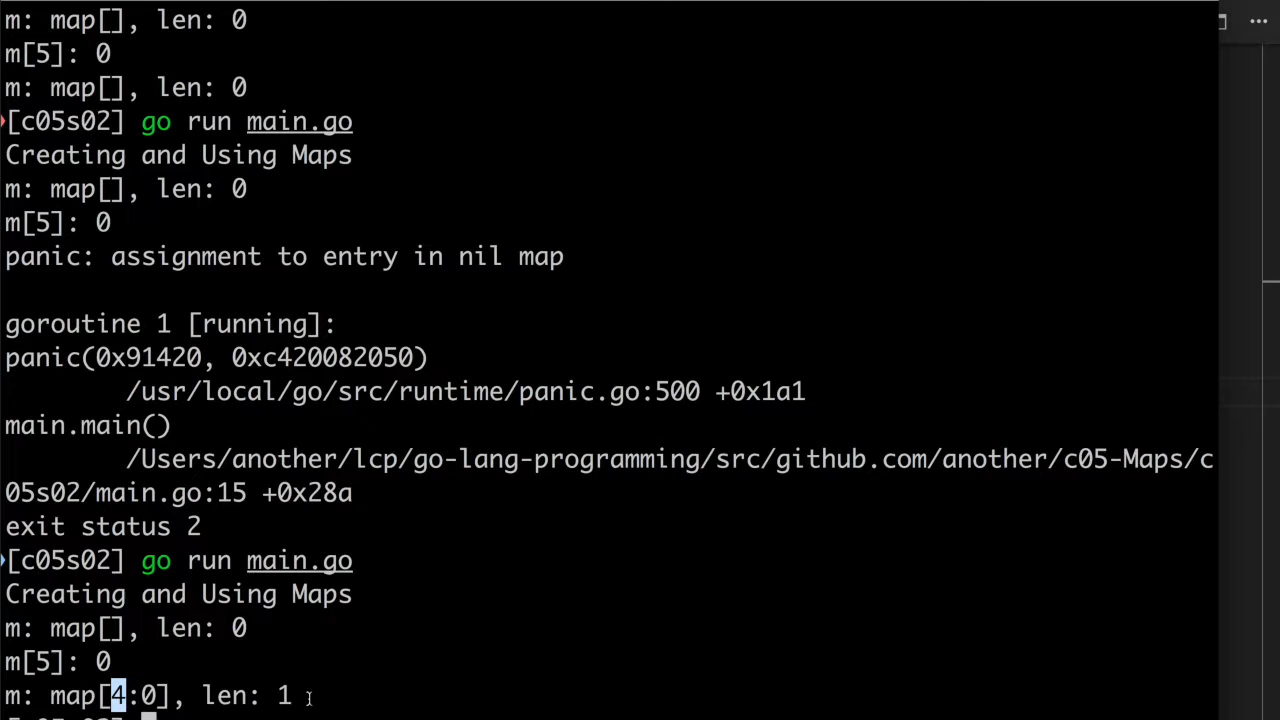 m: map[], len: 0
m[5]: 0
m: map[], len: 0
[c05s02] go run main.go
Creating and Using Maps
m: map[], len: 0
m[5]: 0
panic: assignment to entry in nil map
goroutine 1 [running]:
panic(0x91420, 0xc420082050)
/usr/local/go/src/runtime/panic.go:500 +0x1a1
main.main()
/Users/another/lcp/go-lang-programming/src/github.com/another/c05-Maps/c
05s02/main.go:15 +0x28a
exit status 2
[c05s02] go run main.go
Creating and Using Maps
m: map[], len: 0
m[5]: 0
m: map[4:0], len: 1